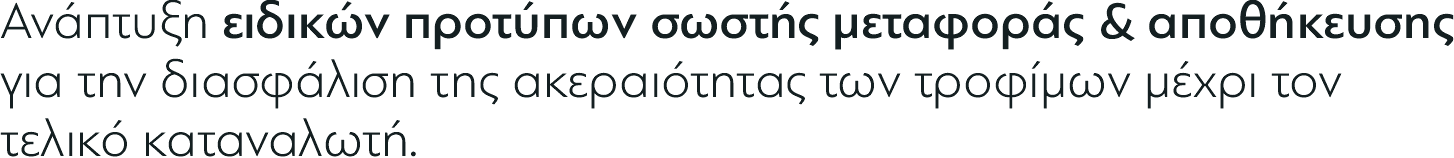 Ανάπτυξη ειδικών προτύπων σωστής μεταφοράς & αποθήκευσης
για την διασφάλιση της ακεραιότητας των τροφίμων μέχρι τον
τελικό καταναλωτή.